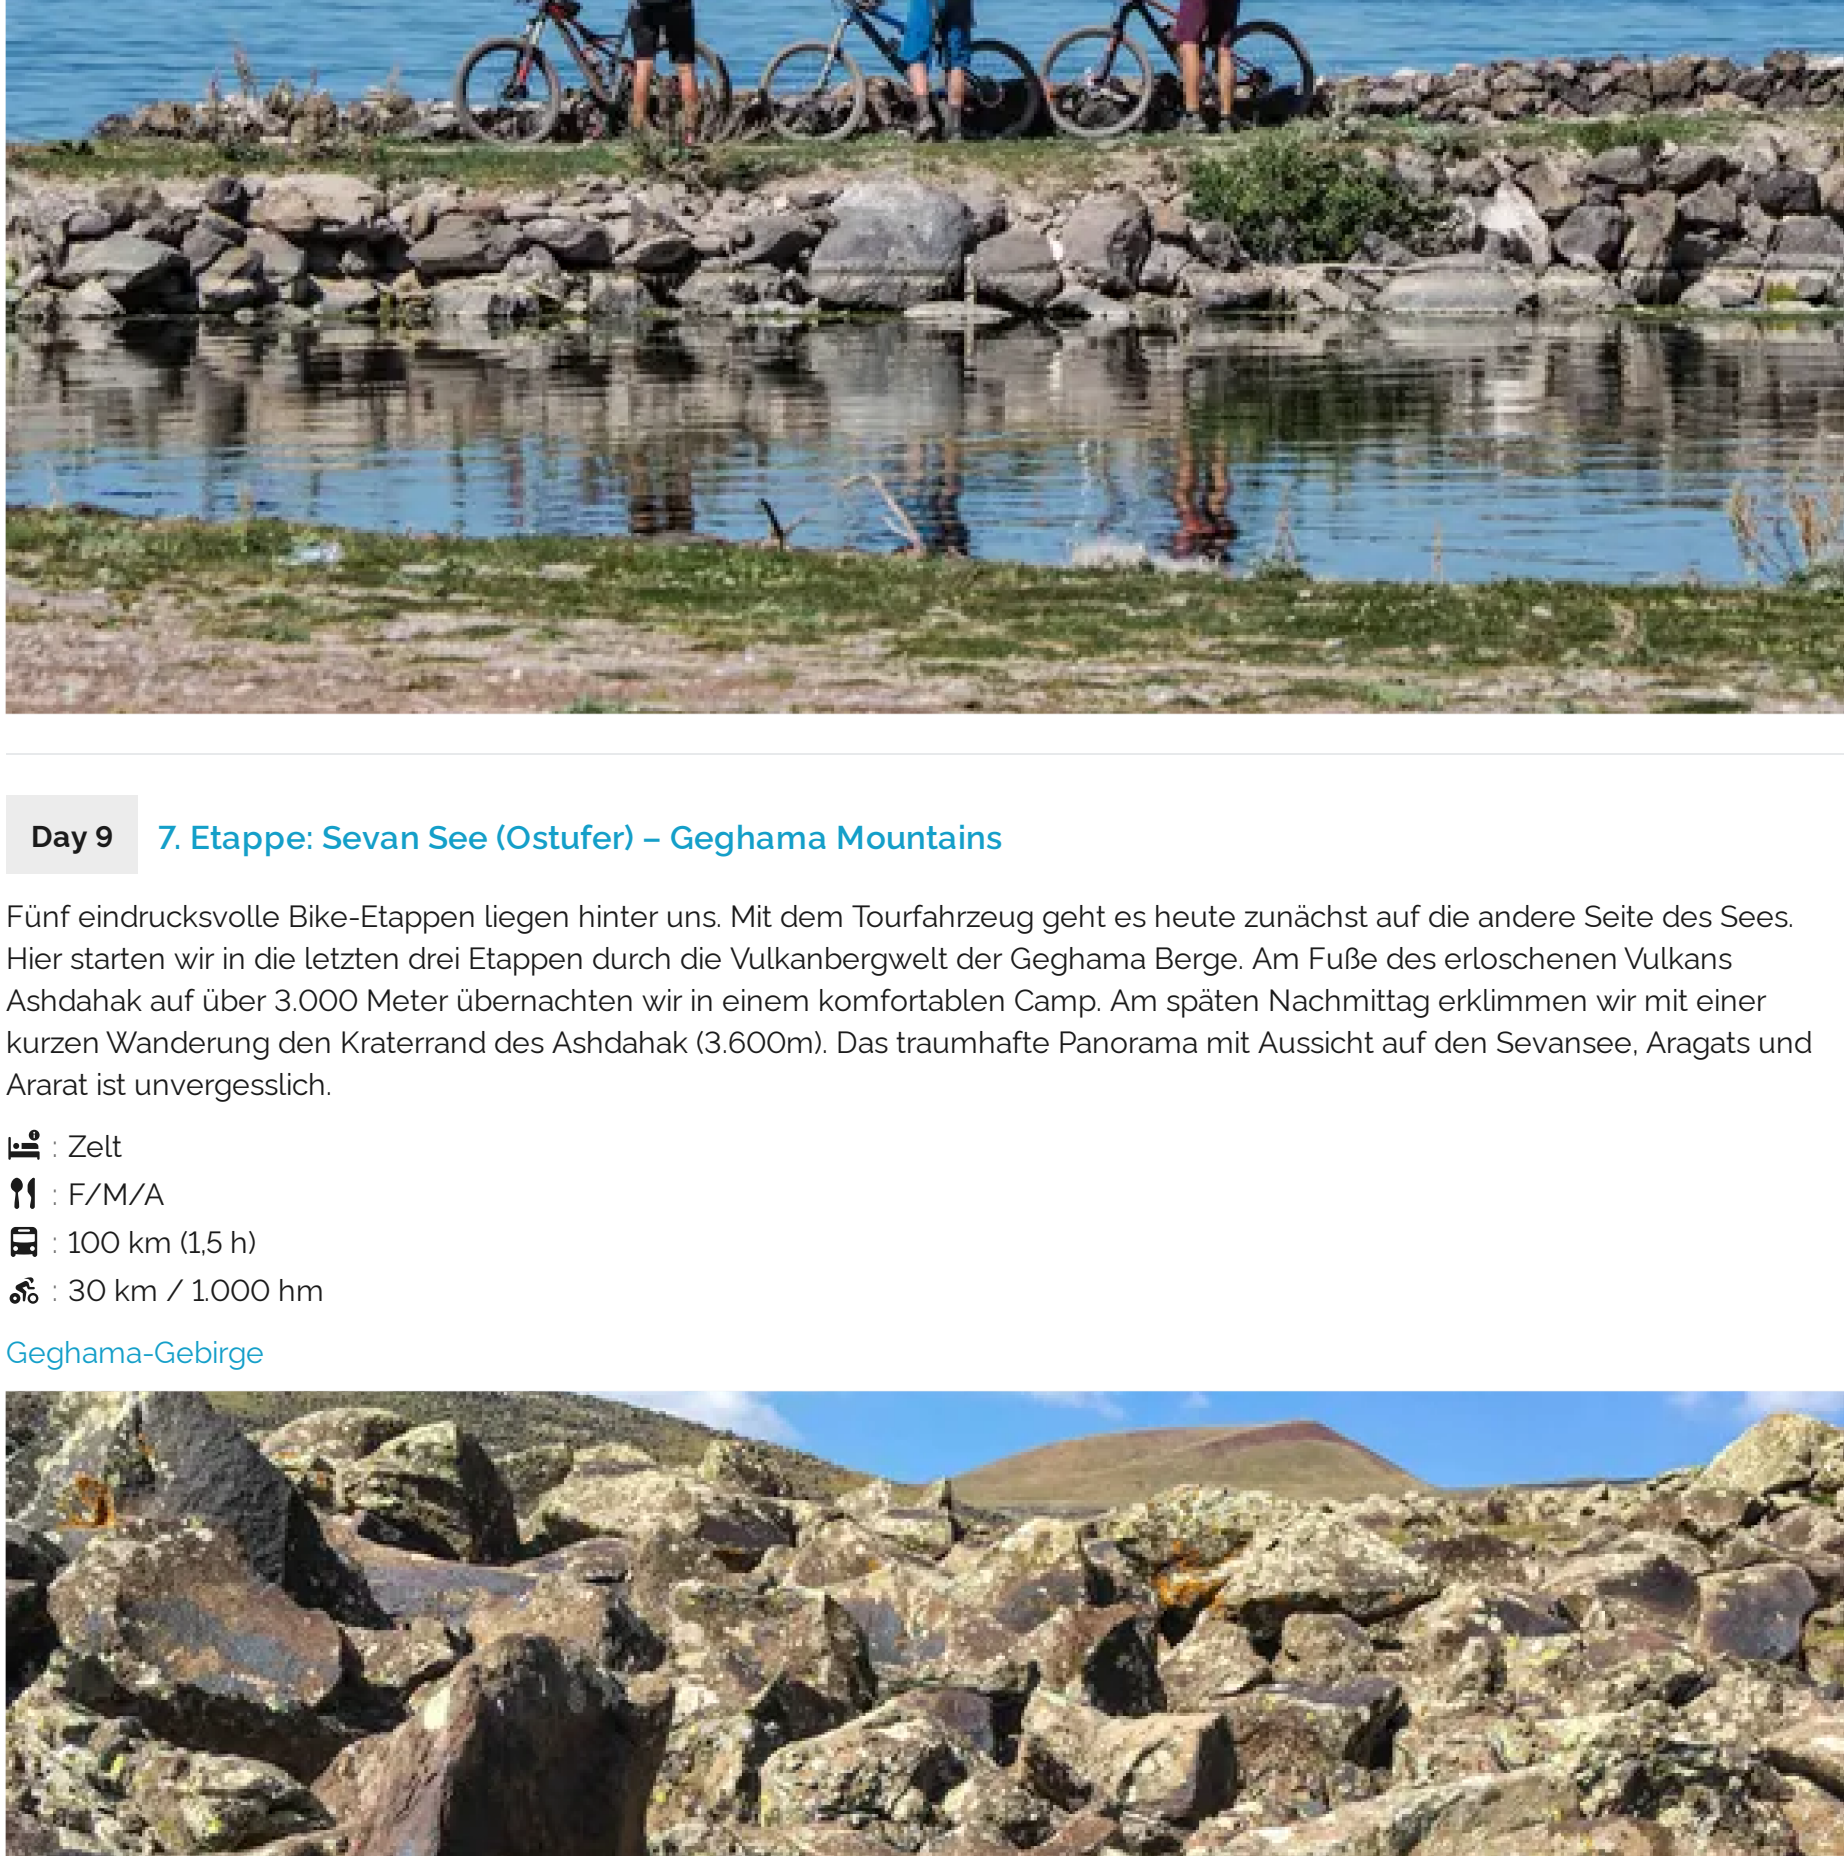 Day 9
7. Etappe: Sevan See (Ostufer) – Geghama Mountains
Fünf eindrucksvolle Bike-Etappen liegen hinter uns. Mit dem Tourfahrzeug geht es heute zunächst auf die andere Seite des Sees.
Hier starten wir in die letzten drei Etappen durch die Vulkanbergwelt der Geghama Berge. Am Fuße des erloschenen Vulkans
Ashdahak auf über 3.000 Meter übernachten wir in einem komfortablen Camp. Am späten Nachmittag erklimmen wir mit einer
kurzen Wanderung den Kraterrand des Ashdahak (3.600m). Das traumhafte Panorama mit Aussicht auf den Sevansee, Aragats und
Ararat ist unvergesslich.
: Zelt
: F/M/A
: 100 km (1,5 h)
: 30 km / 1.000 hm
Geghama-Gebirge